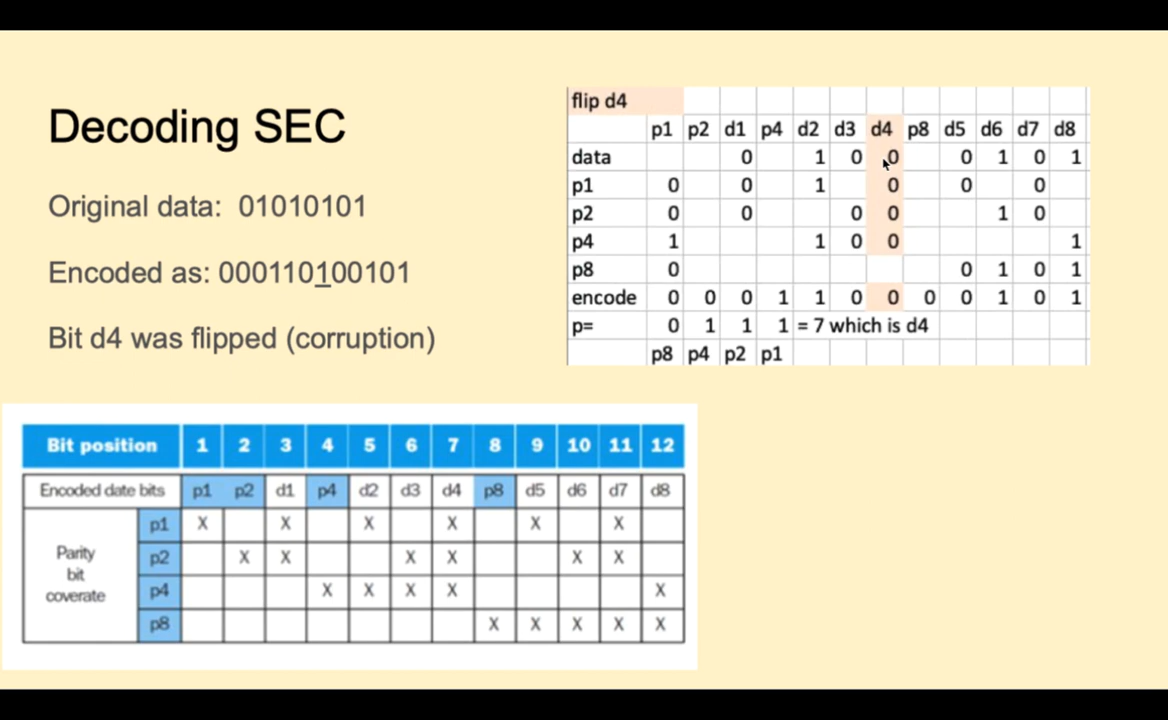 Decoding SEC
Original data: 01010101
Encoded as: 000110100101
Bit d4 was flipped (corruption)
flip d4
p1 p2 d1 p4 d2 d3 d4 p8 d5 d6 d7 d8
data 0 1 0 0 0 1 0 1
p1 0 0 1 0 0 0
p2 0 0 0 0 1 0
p4 1 1 0 0 1
p8 0 0 1 0 1
encode 0 0 0 1 1 0 0 0 0 1 0 1
p= 0 1 1 1 = 7 which is d4
p8 p4 p2 p1
Bit position 1 2 3 4 5 6 7 8 9 10 11 12
Encoded date bits p1 p2 d1 p4 d2 d3 d4 p8 d5 d6 d7 d8
Parity bit coverate
p1 X X X X X X
p2 X X X X X X
p4 X X X X X
p8 X X X X X